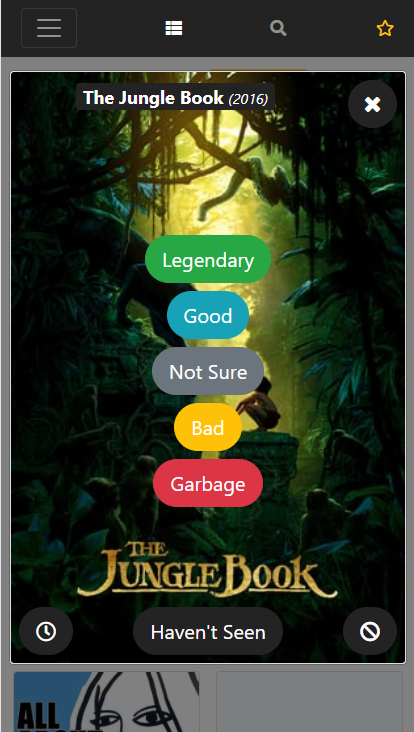 The Jungle Book (2016)
Legendary
Good
Not Sure
Bad
Garbage
THE
JUNGLE BOOK
Haven't Seen
ALL